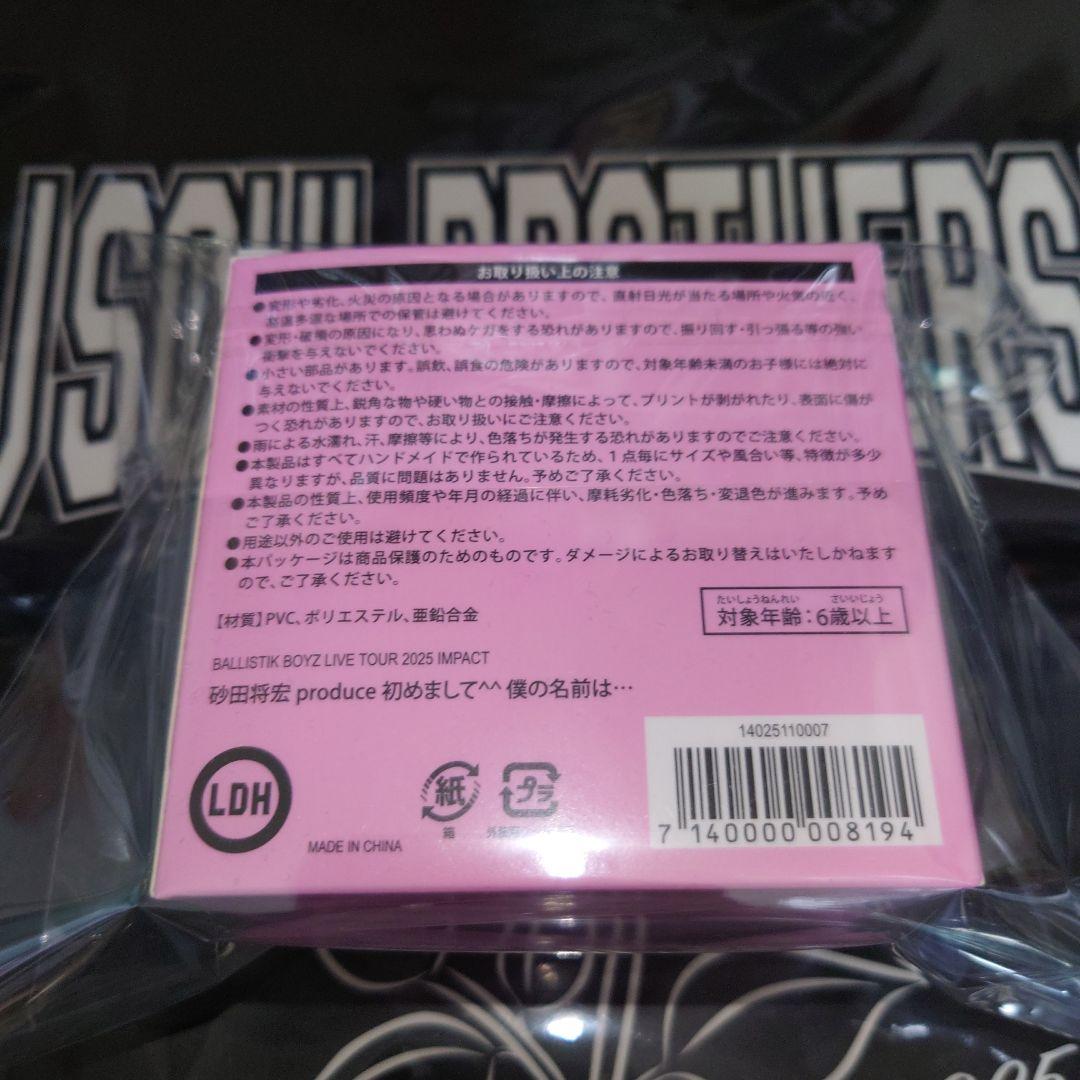 BROTHERS
お取り扱い上の注意
●変形や劣化、火災の原因となる場合がありますので、直射日光が当たる場所や火気の近く、
高温多湿な場所での保管は避けてください。
●変形・破損の原因になり、思わぬケガをする恐れがありますので、振り回す・引っ張る等の強い
衝撃を与えないでください。
●小さい部品があります。誤飲、誤食の危険がありますので、対象年齢未満のお子様には絶対に
与えないでください。
●素材の性質上、鋭角な物や硬い物との接触・摩擦によって、プリントが剥がれたり、表面に傷が
つく恐れがありますので、お取り扱いにご注意ください。
●雨による水濡れ、汗、摩擦等により、色落ちが発生する恐れがありますのでご注意ください。
●本製品はすべてハンドメイドで作られているため、1点毎にサイズや風合い等、特徴が多少
異なりますが、品質に問題はありません。予めご了承ください。
●本製品の性質上、使用頻度や年月の経過に伴い、摩耗劣化・色落ち・変退色が進みます。予め
ご了承ください。
●用途以外のご使用は避けてください。
●本パッケージは商品保護のためのものです。ダメージによるお取り替えはいたしかねます
ので、ご了承ください。
【材質】PVC、ポリエステル、亜鉛合金
たいしょうねんれい さいいじょう
対象年齢：6歳以上
BALLISTIK BOYZ LIVE TOUR 2025 IMPACT
砂田将宏 produce 初めまして^^ 僕の名前は…
14025110007
7 140000 008194
LDH
紙
箱
プラ
MADE IN CHINA